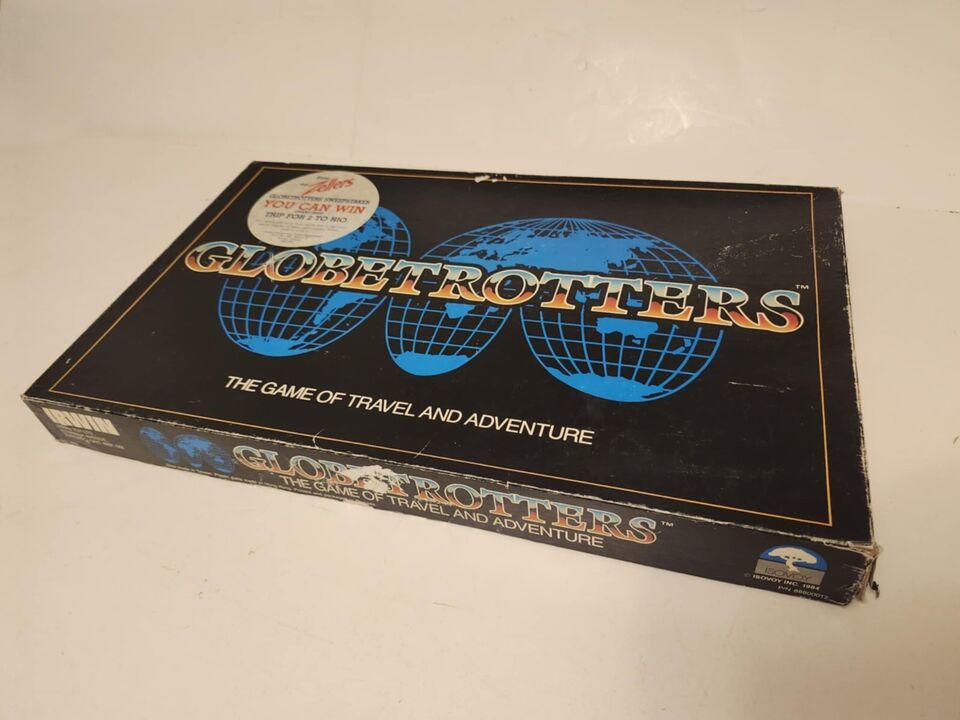 Zellers
GLOBETROTTERS SWEEPSTAKES
YOU CAN WIN
TRIP FOR 2 TO RIO
GLOBETROTTERS™
THE GAME OF TRAVEL AND ADVENTURE
IRWIN
GLOBETROTTERS™
THE GAME OF TRAVEL AND ADVENTURE
ISOVOY
© ISOVOY INC. 1984